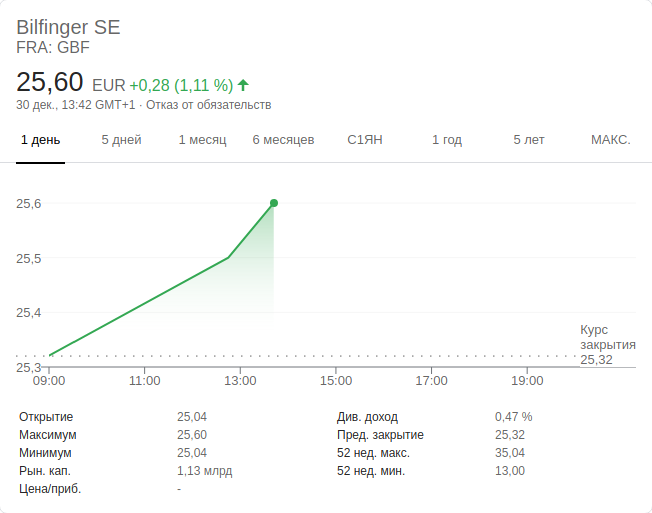 Bilfinger SE
FRA: GBF
25,60 EUR +0,28 (1,11 %)
30 дек., 13:42 GMT+1 · Отказ от обязательств
1 день 5 дней 1 месяц 6 месяцев С1ЯН 1 год 5 лет МАКС.
25,6
25,5
25,4
25,3
Курс
закрытия
25,32
09:00 11:00 13:00 15:00 17:00 19:00
Открытие 25,04 Див. доход 0,47 %
Максимум 25,60 Пред. закрытие 25,32
Минимум 25,04 52 нед. макс. 35,04
Рын. кап. 1,13 млрд 52 нед. мин. 13,00
Цена/приб. -